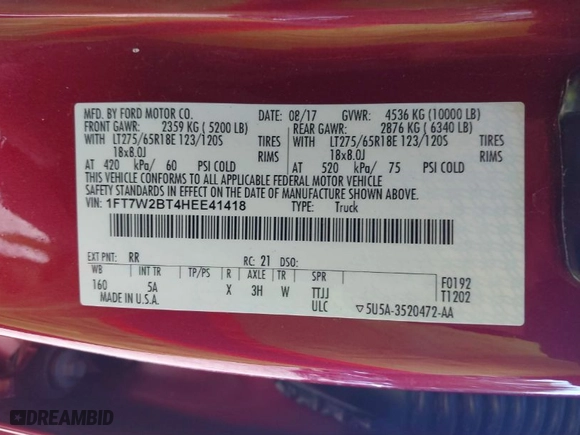 MFD. BY FORD MOTOR CO. 08/17 GVWR: 4536 KG (10000 LB)
FRONT GAWR: 2359 KG (5200 LB) REAR GAWR: 2876 KG (6340 LB)
WITH LT275/65R18E 123/120S TIRES WITH LT275/65R18E 123/120S TIRES
18x8.0J RIMS 18x8.0J RIMS
AT 420 kPa/ 60 PSI COLD AT 520 kPa/ 75 PSI COLD
THIS VEHICLE CONFORMS TO ALL APPLICABLE FEDERAL MOTOR VEHICLE
SAFETY STANDARDS IN EFFECT ON THE DATE OF MANUFACTURE SHOWN ABOVE.
VIN: 1FT7W2BT4HEE41418 TYPE: Truck
EXT PNT: RR RC: 21 DSO:
WB INT TR TP/PS R AXLE TR SPR F0192
160 5A X 3H W TTJJ T1202
MADE IN U.S.A. ULC ▽5U5A-3520472-AA
DREAMBID